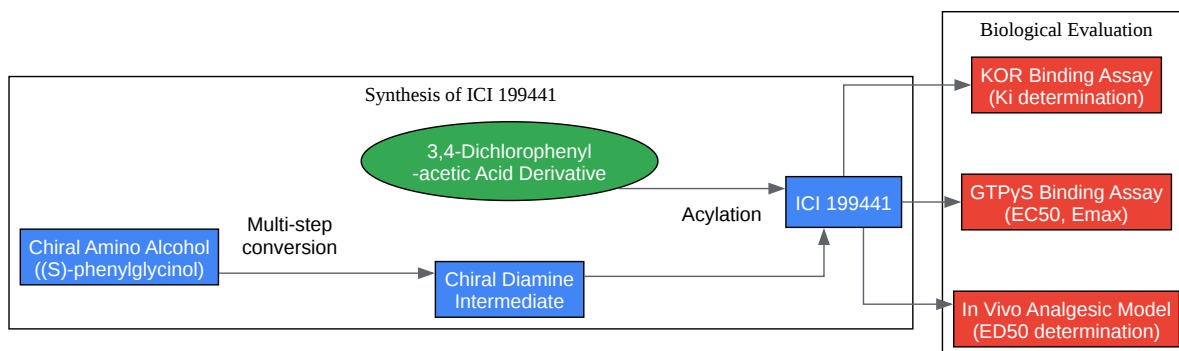 Biological Evaluation
KOR Binding Assay
(Ki determination)
Synthesis of ICI 199441
3,4-Dichlorophenyl
-acetic Acid Derivative
ICI 199441
GTPγS Binding Assay
(EC50, Emax)
Acylation
Multi-step
conversion
Chiral Amino Alcohol
((S)-phenylglycinol)
Chiral Diamine
Intermediate
In Vivo Analgesic Model
(ED50 determination)